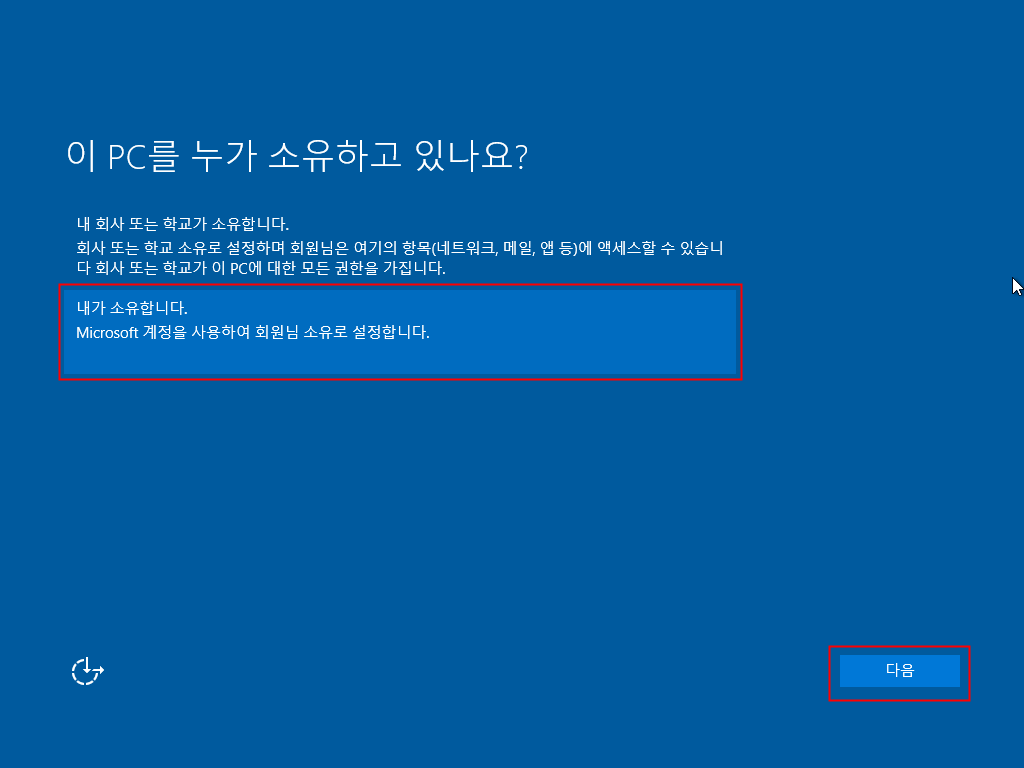 이 PC를 누가 소유하고 있나요?
내 회사 또는 학교가 소유합니다.
회사 또는 학교 소유로 설정하며 회원님은 여기의 항목(네트워크, 메일, 앱 등)에 액세스할 수 있습니
다 회사 또는 학교가 이 PC에 대한 모든 권한을 가집니다.
내가 소유합니다.
Microsoft 계정을 사용하여 회원님 소유로 설정합니다.
다음